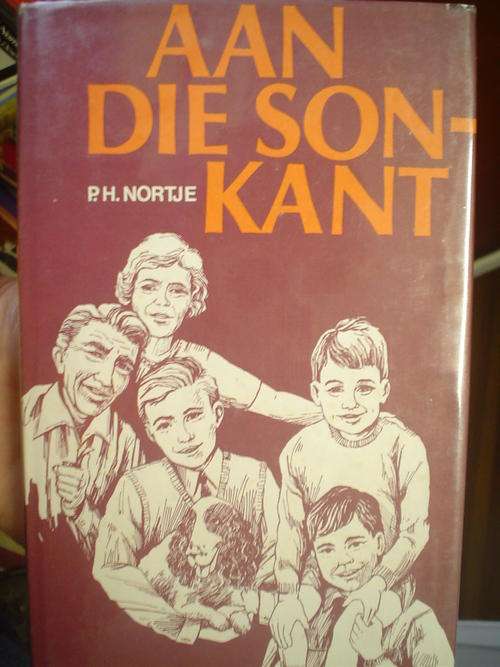 AAN
DIE SON-
KANT
P.H. NORTJE